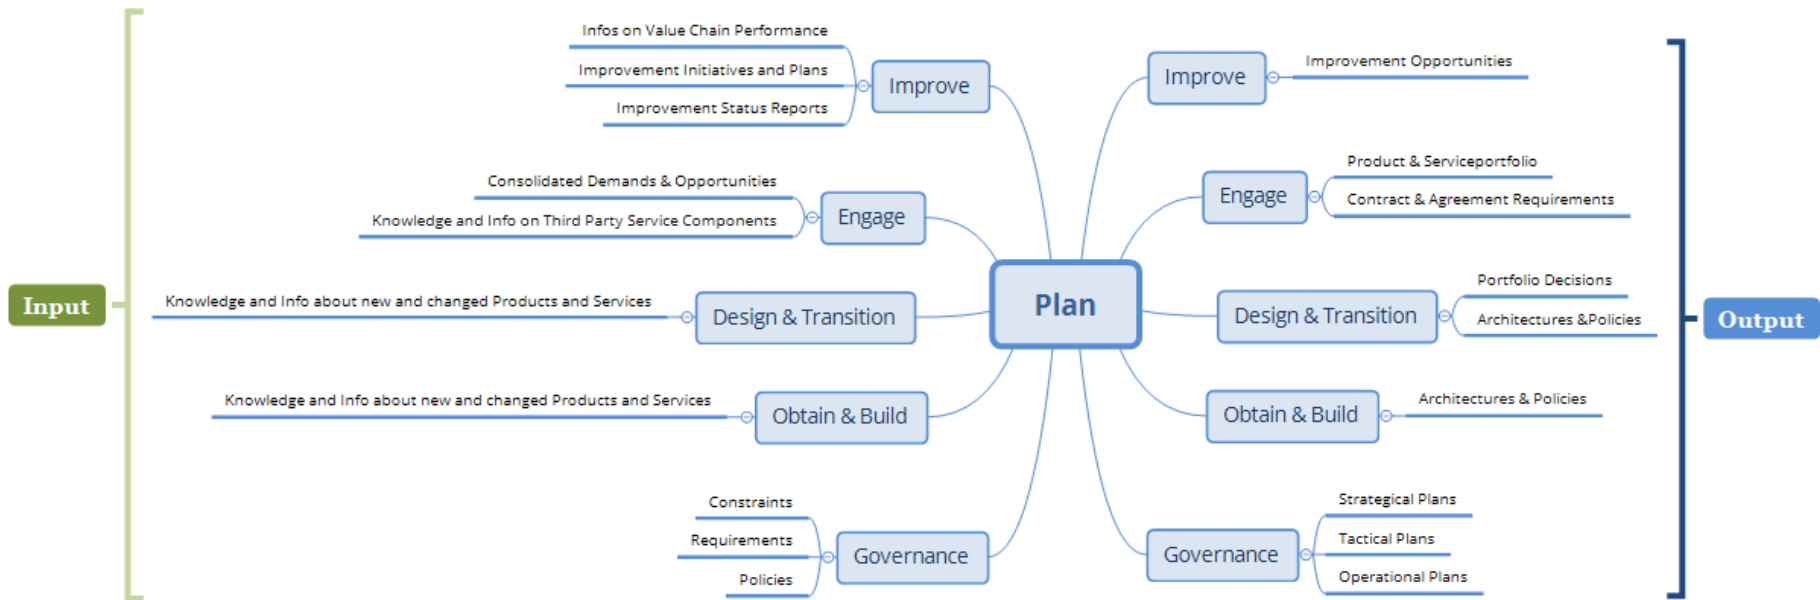 Infos on Value Chain Performance
Improvement Initiatives and Plans
Improvement Status Reports
Improve
Consolidated Demands & Opportunities
Knowledge and Info on Third Party Service Components
Engage
Input
Knowledge and Info about new and changed Products and Services
Design & Transition
Knowledge and Info about new and changed Products and Services
Obtain & Build
Constraints
Requirements
Policies
Governance
Plan
Improve
Improvement Opportunities
Engage
Product & Serviceportfolio
Contract & Agreement Requirements
Design & Transition
Portfolio Decisions
Architectures &Policies
Obtain & Build
Architectures & Policies
Governance
Strategical Plans
Tactical Plans
Operational Plans
Output